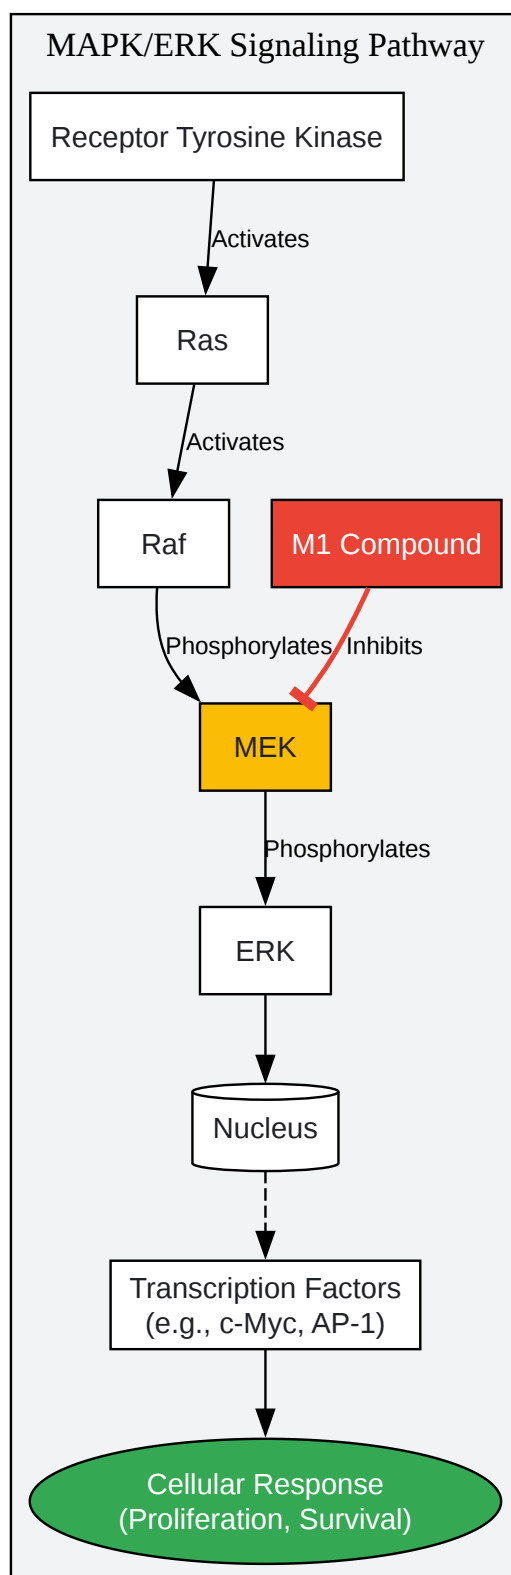 MAPK/ERK Signaling Pathway
Receptor Tyrosine Kinase
Activates
Ras
Activates
Raf
M1 Compound
Phosphorylates
Inhibits
MEK
Phosphorylates
ERK
Nucleus
Transcription Factors
(e.g., c-Myc, AP-1)
Cellular Response
(Proliferation, Survival)